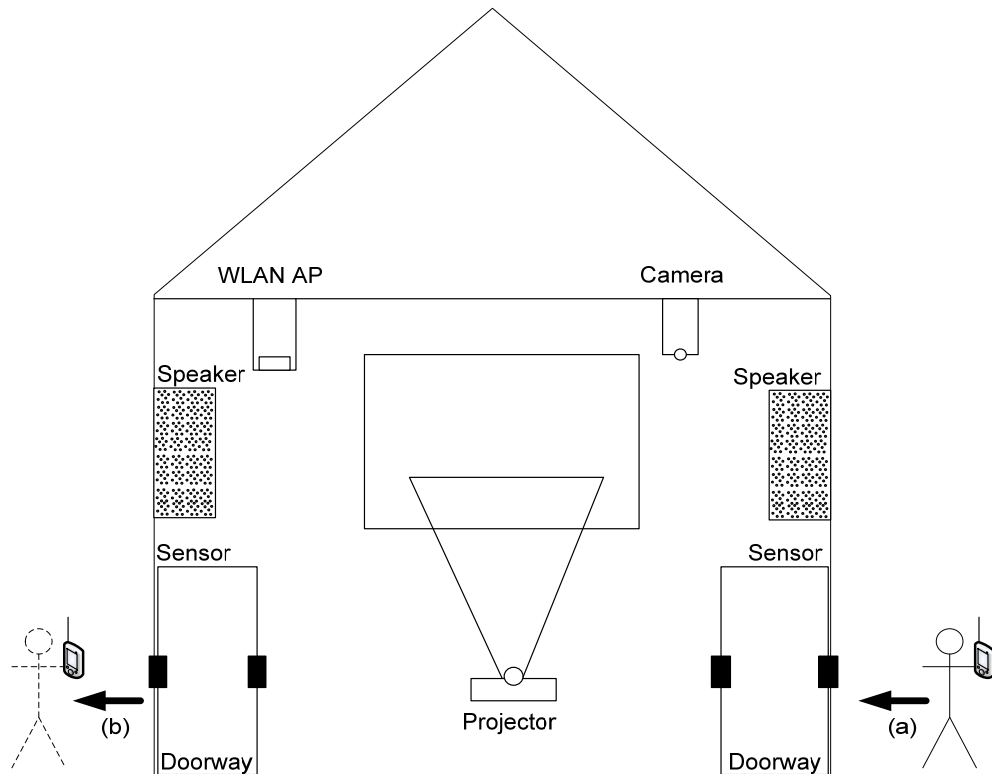 WLAN AP
Camera
Speaker
Speaker
Sensor
Sensor
(b)
(a)
Projector
Doorway
Doorway